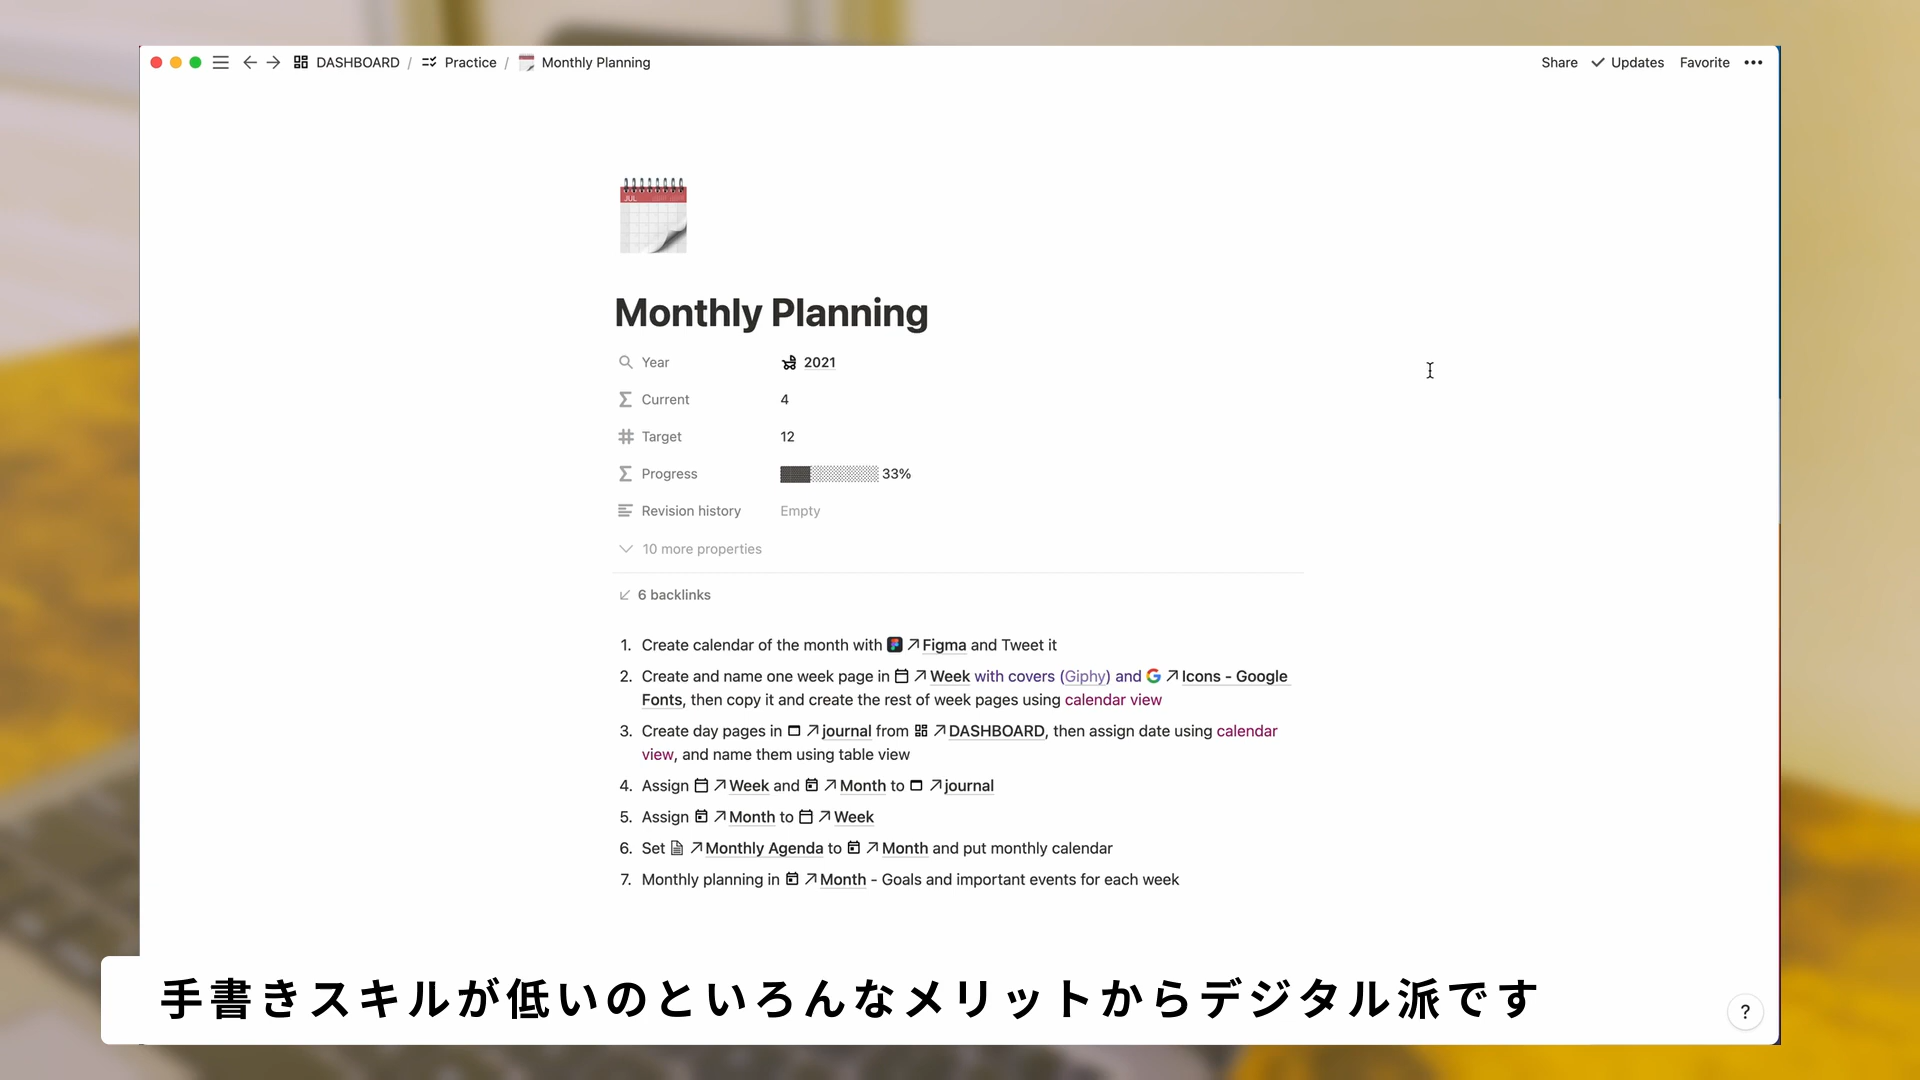 DASHBOARD / Practice / Monthly Planning
Share Updates Favorite •••
JUL
Monthly Planning
Year 2021
Current 4
Target 12
Progress 33%
Revision history Empty
10 more properties
6 backlinks
1. Create calendar of the month with Figma and Tweet it
2. Create and name one week page in Week with covers (Giphy) and Icons - Google
Fonts, then copy it and create the rest of week pages using calendar view
3. Create day pages in journal from DASHBOARD, then assign date using calendar
view, and name them using table view
4. Assign Week and Month to journal
5. Assign Month to Week
6. Set Monthly Agenda to Month and put monthly calendar
7. Monthly planning in Month - Goals and important events for each week
手書きスキルが低いのといろんなメリットからデジタル派です
?